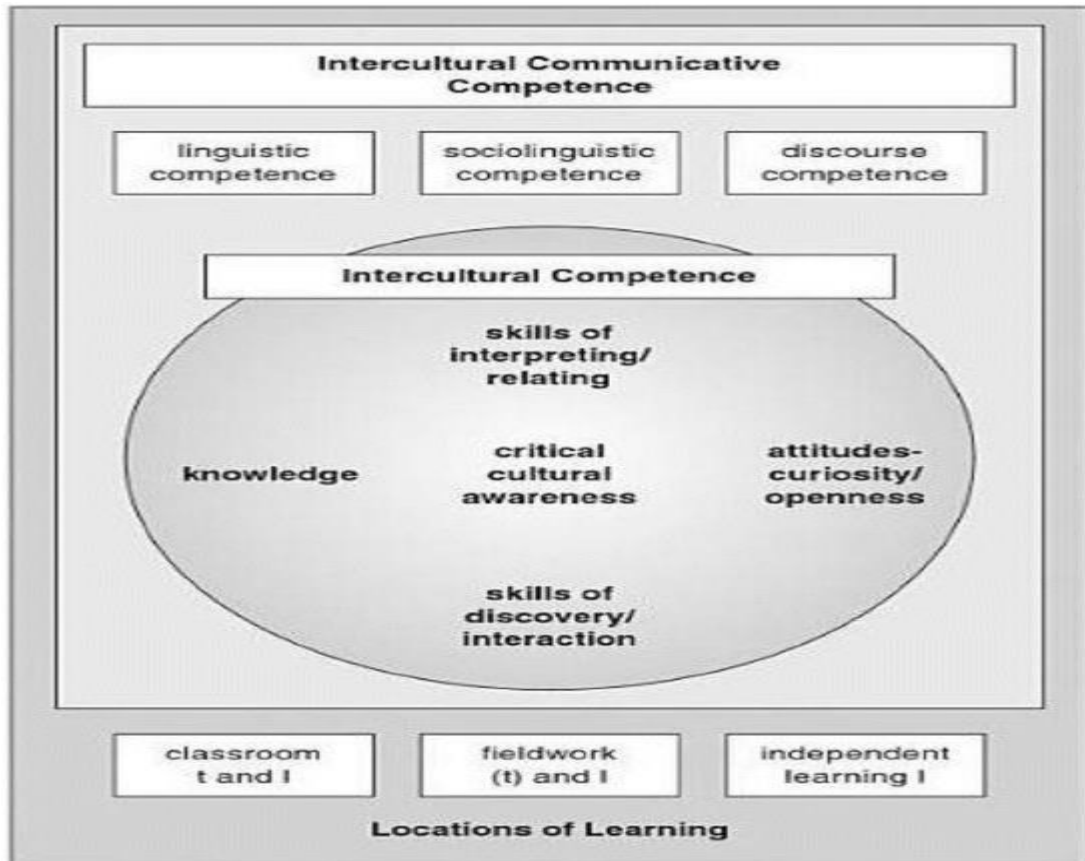 Intercultural Communicative
Competence
linguistic
competence
sociolinguistic
competence
discourse
competence
Intercultural Competence
skills of
interpreting/
relating
knowledge
critical
cultural
awareness
attitudes-
curiosity/
openness
skills of
discovery/
interaction
classroom
t and l
fieldwork
(t) and l
independent
learning l
Locations of Learning